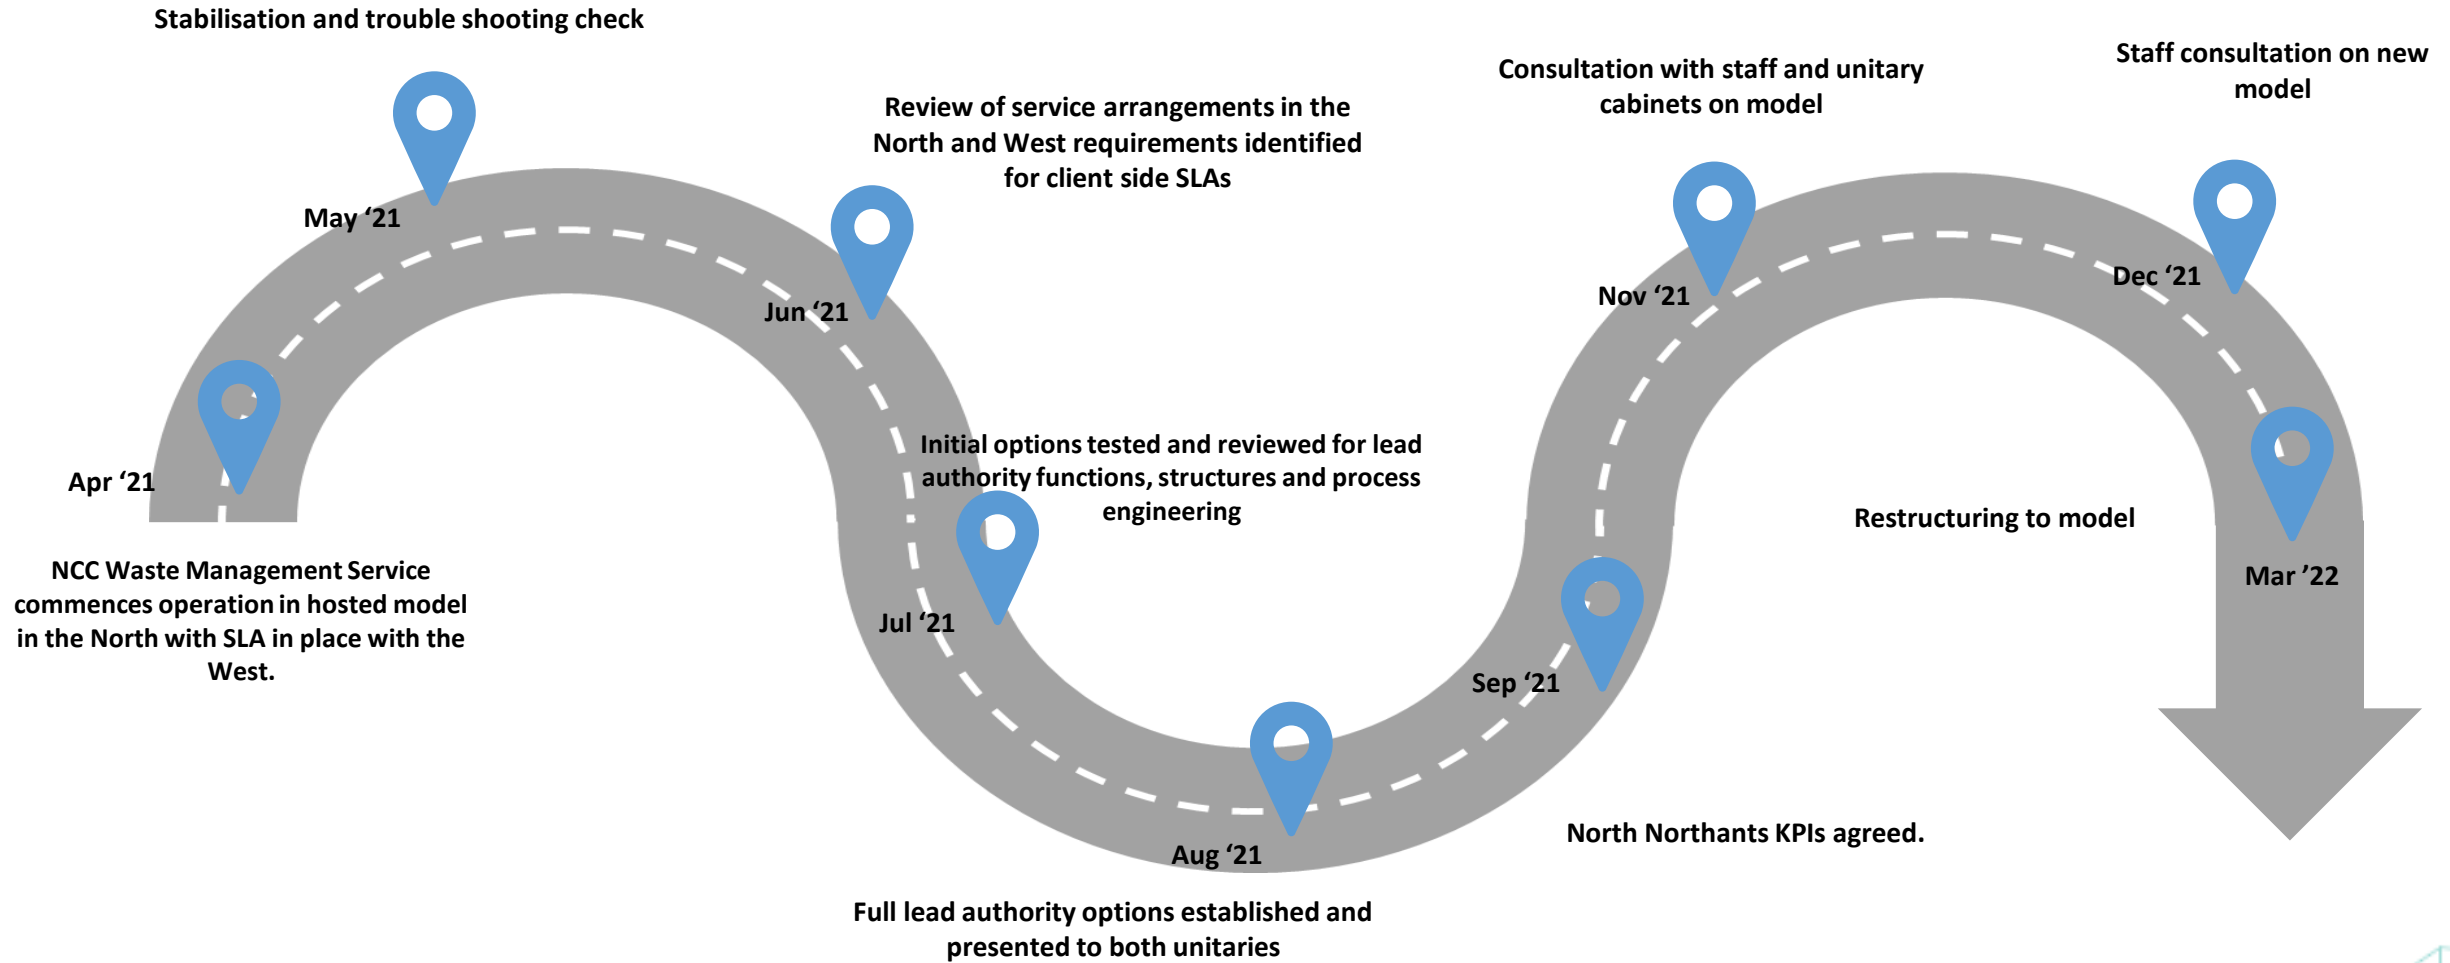 Stabilisation and trouble shooting check
May ‘21
Apr ‘21
NCC Waste Management Service
commences operation in hosted model
in the North with SLA in place with the
West.
Review of service arrangements in the
North and West requirements identified
for client side SLAs
Jun ‘21
Initial options tested and reviewed for lead
authority functions, structures and process
engineering
Jul ‘21
Aug ‘21
Full lead authority options established and
presented to both unitaries
Sep ‘21
North Northants KPIs agreed.
Consultation with staff and unitary
cabinets on model
Nov ‘21
Staff consultation on new
model
Dec ‘21
Restructuring to model
Mar ’22